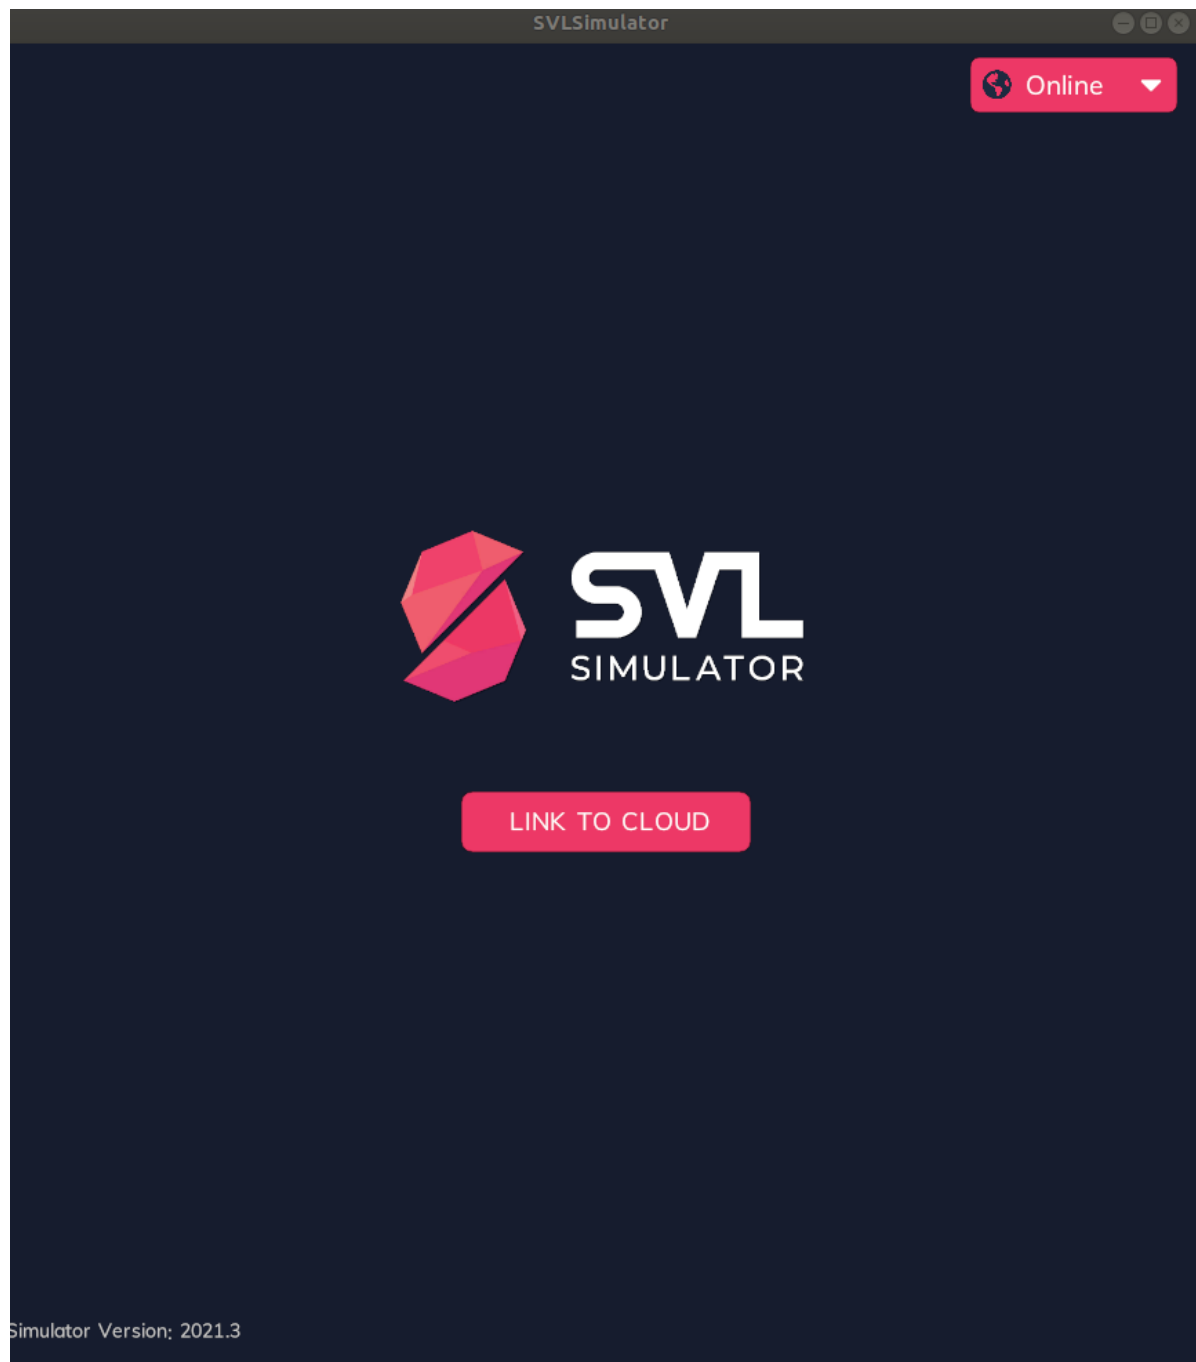 SVLSimulator
Online
SVL
SIMULATOR
LINK TO CLOUD
Simulator Version: 2021.3